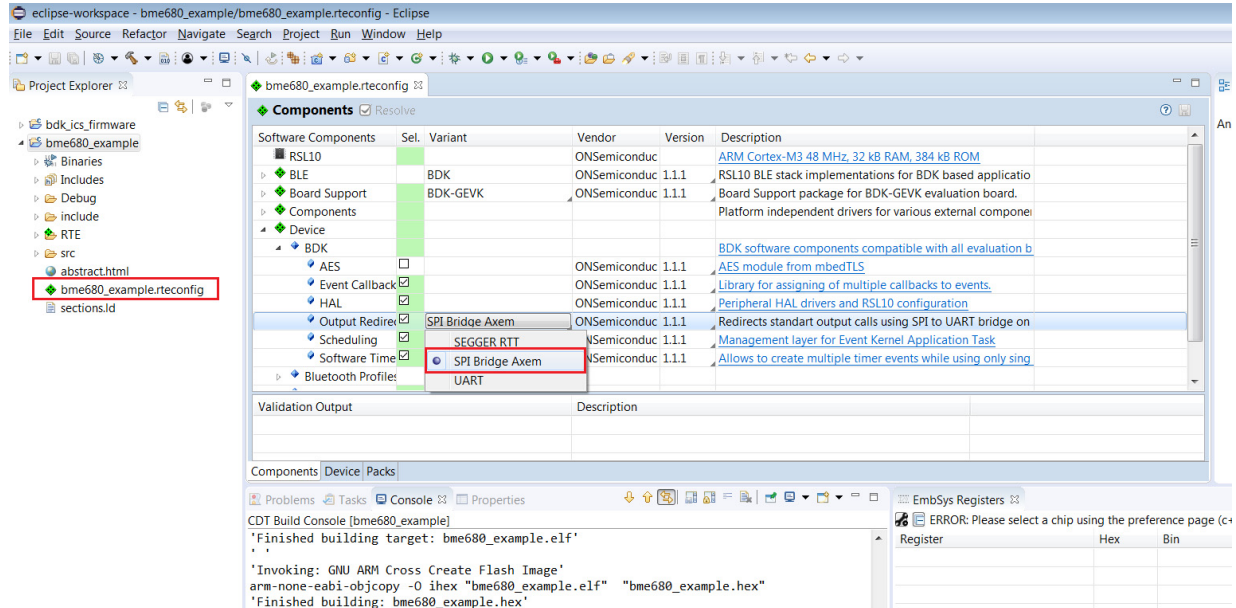 eclipse-workspace - bme680_example/bme680_example.rteconfig - Eclipse
File Edit Source Refactor Navigate Search Project Run Window Help
Project Explorer
bdk_ics_firmware
bme680_example
Binaries
Includes
Debug
include
RTE
src
abstract.html
bme680_example.rteconfig
sections.ld
bme680_example.rteconfig
Components Resolve
Software Components Sel. Variant Vendor Version Description
RSL10 ONSemiconduc ARM Cortex-M3 48 MHz, 32 kB RAM, 384 kB ROM
BLE BDK ONSemiconduc 1.1.1 RSL10 BLE stack implementations for BDK based applicatio
Board Support BDK-GEVK ONSemiconduc 1.1.1 Board Support package for BDK-GEVK evaluation board.
Components Platform independent drivers for various external compone
Device
BDK BDK software components compatible with all evaluation b
AES ONSemiconduc 1.1.1 AES module from mbedTLS
Event Callback ONSemiconduc 1.1.1 Library for assigning of multiple callbacks to events.
HAL ONSemiconduc 1.1.1 Peripheral HAL drivers and RSL10 configuration
Output Redirec SPI Bridge Axem ONSemiconduc 1.1.1 Redirects standart output calls using SPI to UART bridge on
Scheduling NSemiconduc 1.1.1 Management layer for Event Kernel Application Task
Software Time NSemiconduc 1.1.1 Allows to create multiple timer events while using only sing
Bluetooth Profiles
SEGGER RTT
SPI Bridge Axem
UART
Validation Output Description
Components Device Packs
An
Problems Tasks Console Properties
CDT Build Console [bme680_example]
'Finished building target: bme680_example.elf'
' '
'Invoking: GNU ARM Cross Create Flash Image'
arm-none-eabi-objcopy -O ihex "bme680_example.elf" "bme680_example.hex"
'Finished building: bme680_example.hex'
EmbSys Registers
ERROR: Please select a chip using the preference page (c+
Register Hex Bin